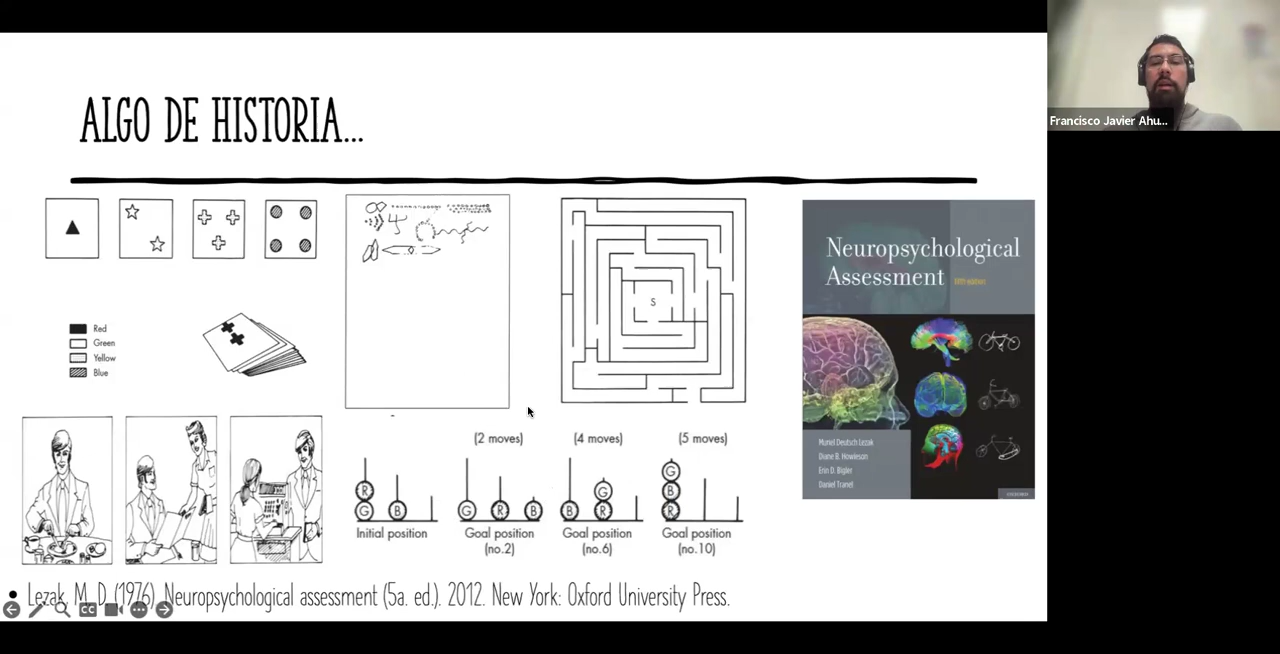 ALGO DE HISTORIA...
Francisco Javier Ahu...
Red
Green
Yellow
Blue
S
Neuropsychological
Assessment
fifth edition
Muriel Deutsch Lezak
Diane B. Howieson
Erin D. Bigler
Daniel Tranel
OXFORD
(2 moves) (4 moves) (5 moves)
R
G B
G R B
G
B R
G
B
R
Initial position
Goal position
(no.2)
Goal position
(no.6)
Goal position
(no.10)
• Lezak, M. D. (1976) Neuropsychological assessment (5a. ed.). 2012. New York: Oxford University Press.
CC